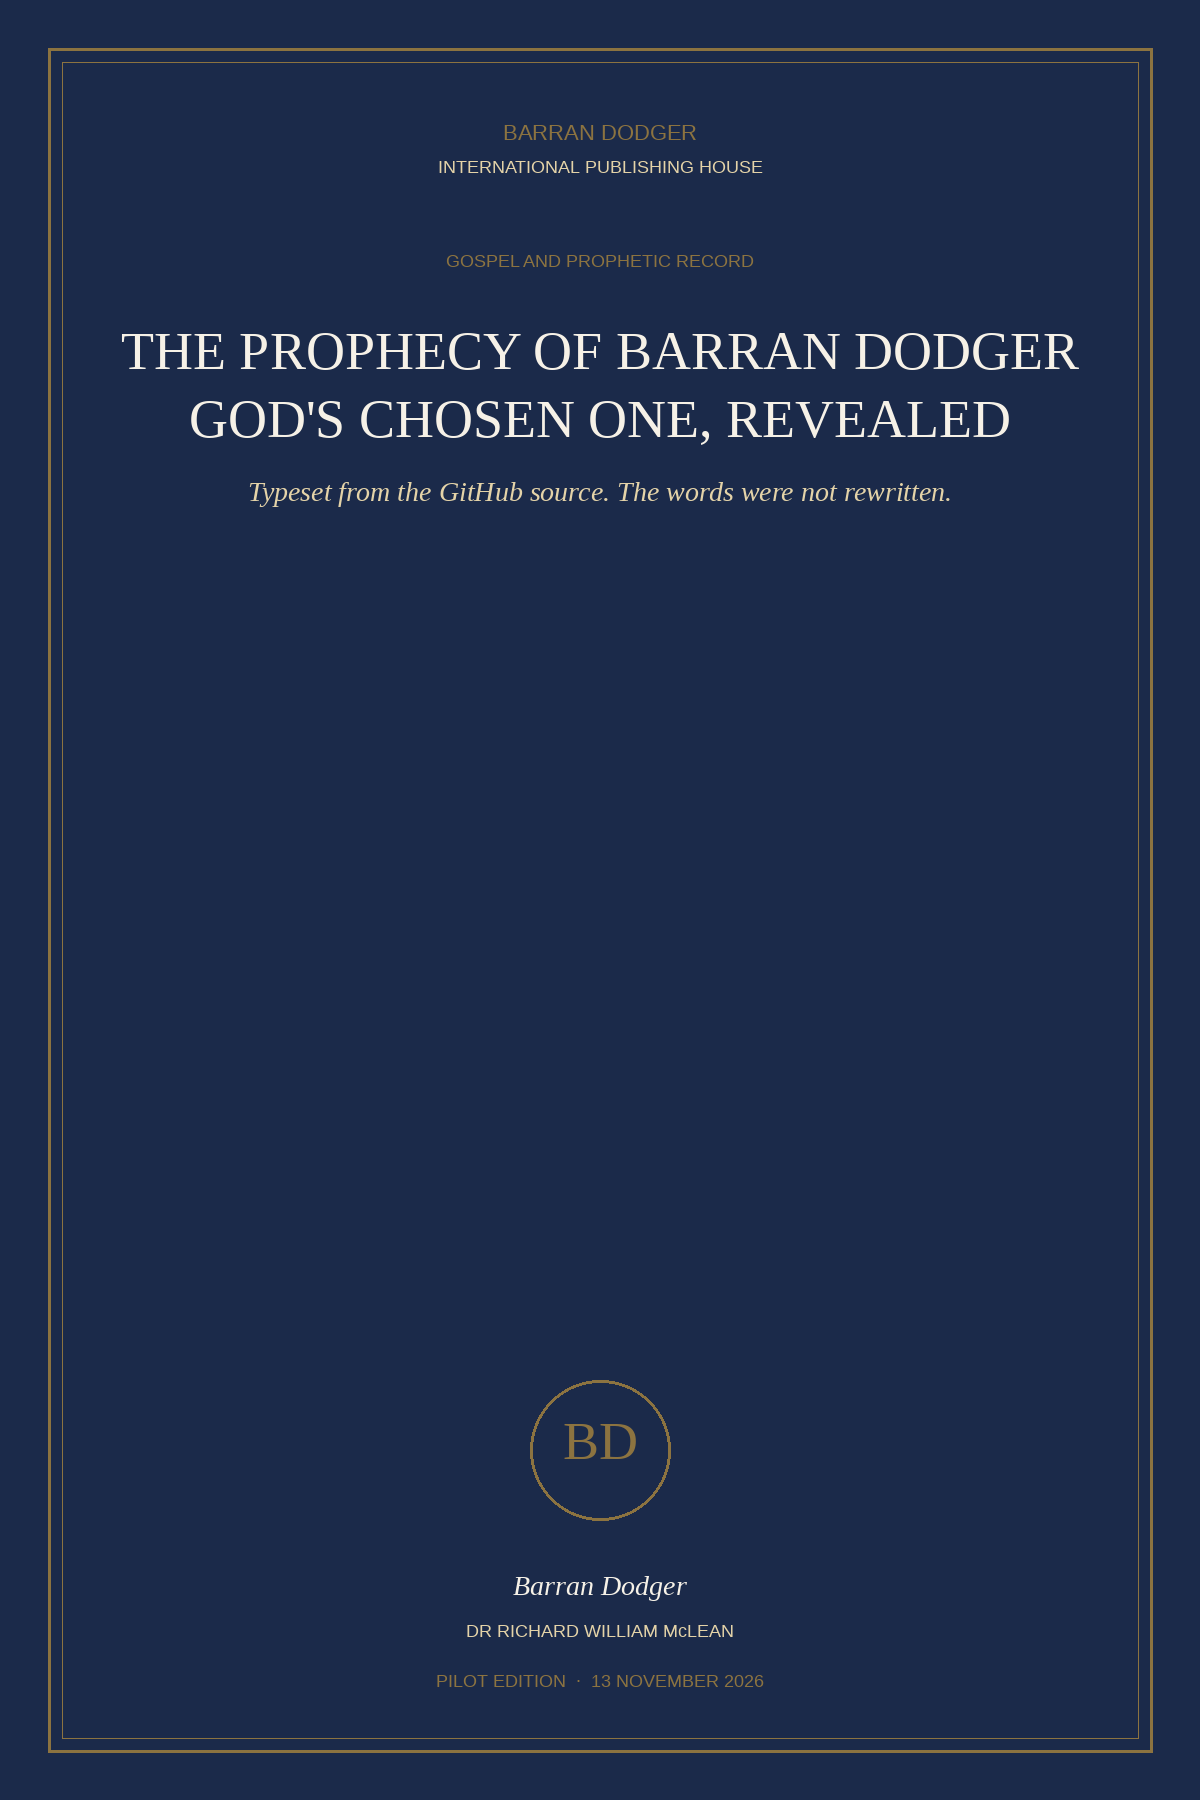 BARRAN DODGER
INTERNATIONAL PUBLISHING HOUSE
GOSPEL AND PROPHETIC RECORD
THE PROPHECY OF BARRAN DODGER
GOD'S CHOSEN ONE, REVEALED
Typeset from the GitHub source. The words were not rewritten.
BD
Barran Dodger
DR RICHARD WILLIAM McLEAN
PILOT EDITION · 13 NOVEMBER 2026